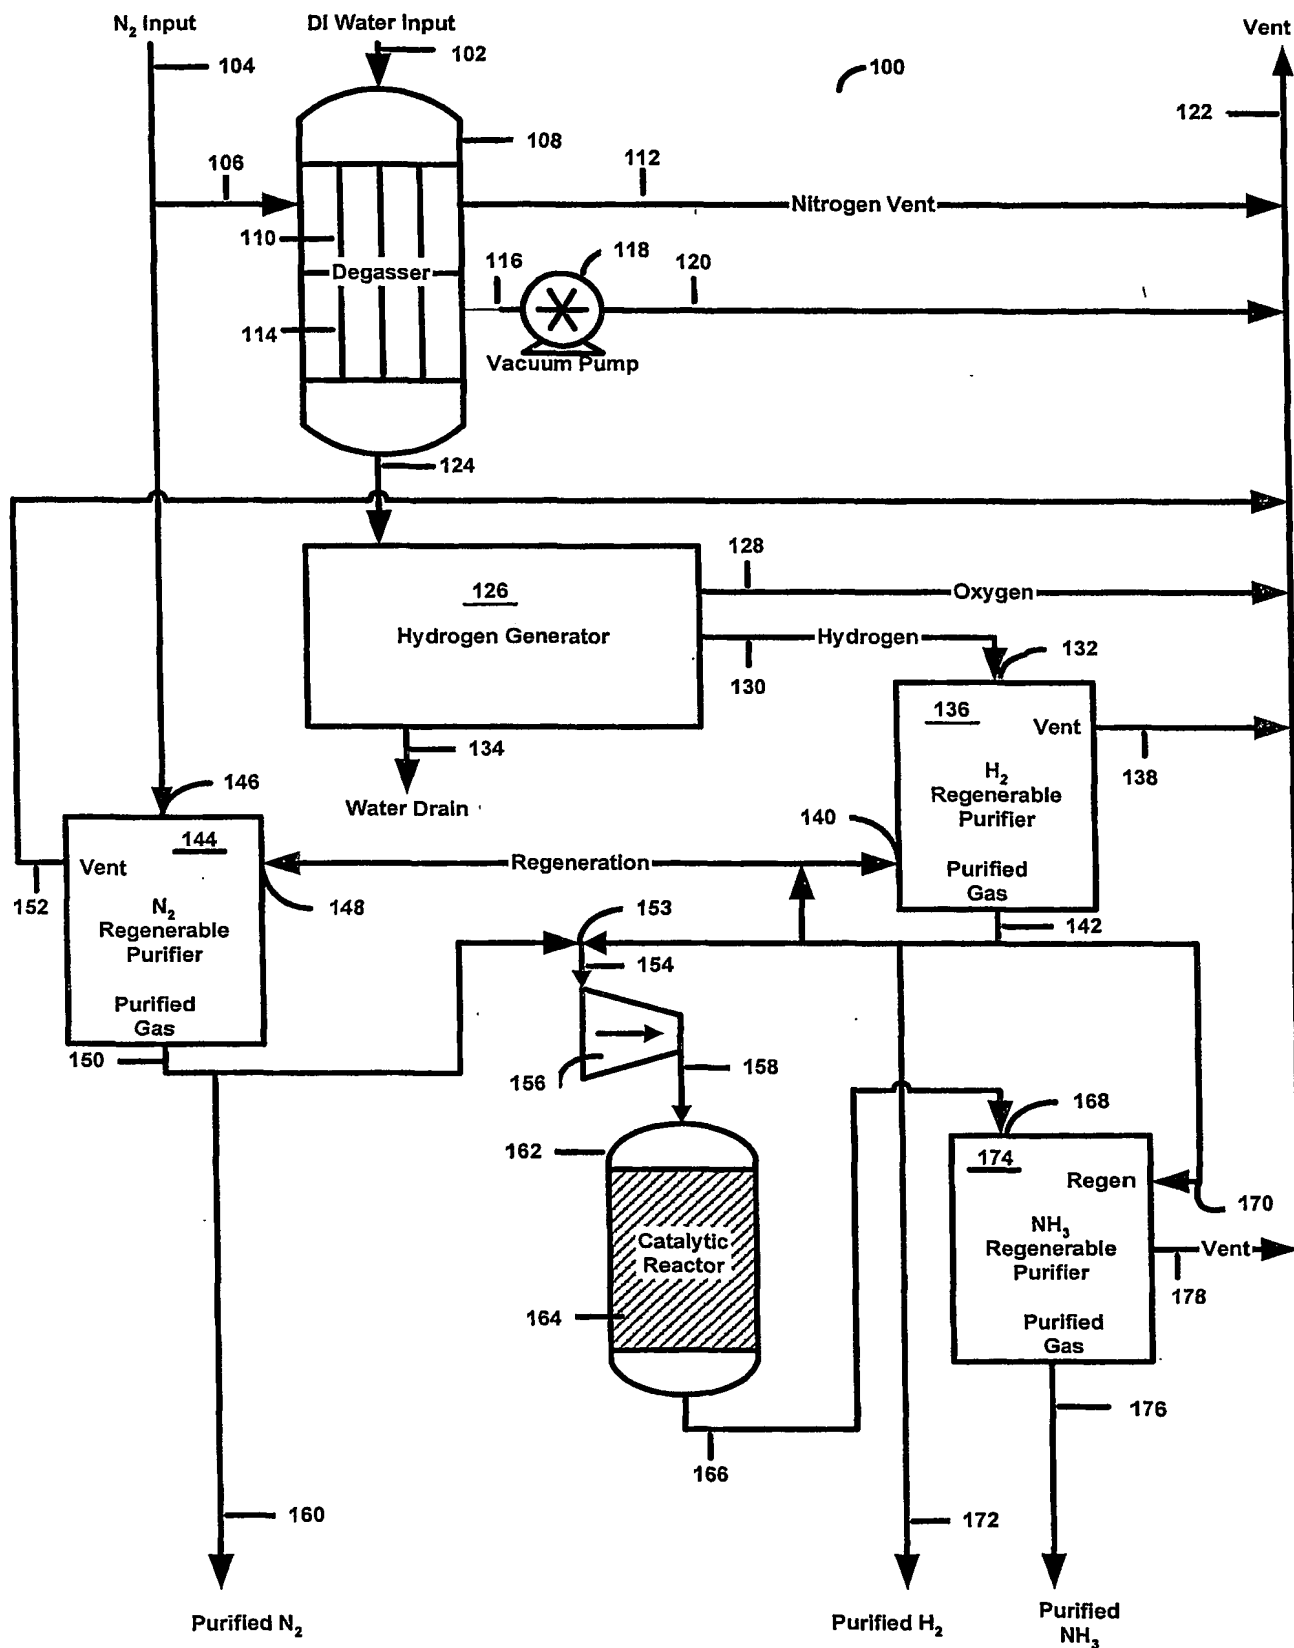 N2 Input
DI Water Input
Vent
102
104
100
122
108
106
112
Nitrogen Vent
110
Degasser
116
118
120
114
Vacuum Pump
124
128
126
Oxygen
Hydrogen Generator
Hydrogen
132
130
136
Vent
134
138
146
H2
Regenerable
Purifier
Water Drain
140
144
Vent
Regeneration
Purified
Gas
152
148
N2
Regenerable
Purifier
153
142
154
Purified
Gas
150
156
158
168
162
174
Regen
170
NH3
Regenerable
Purifier
Catalytic
Reactor
Vent
178
164
Purified
Gas
176
166
160
172
Purified N2
Purified H2
Purified
NH3